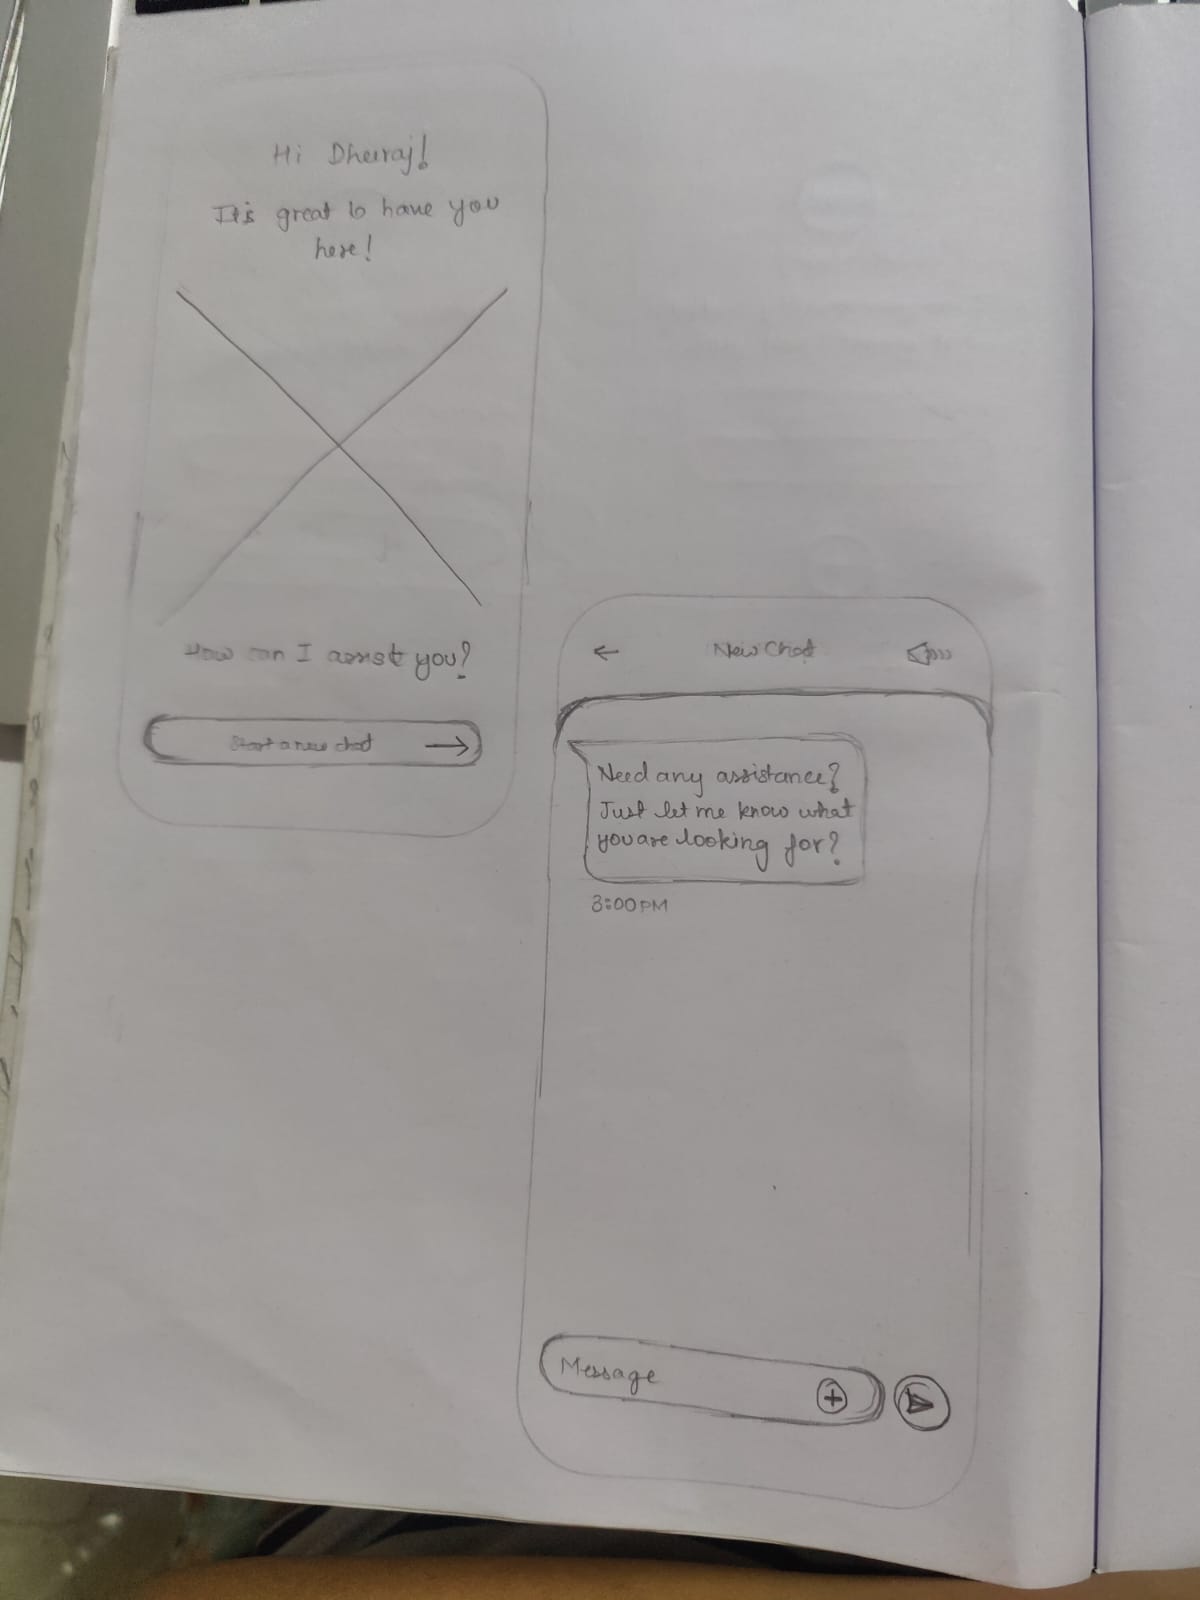 Hi Dheeraj!
It's great to have you
here!
How can I assist you?
Start a new chat
New Chat
Need any assistance?
Just let me know what
you are looking for?
3:00 PM
Message